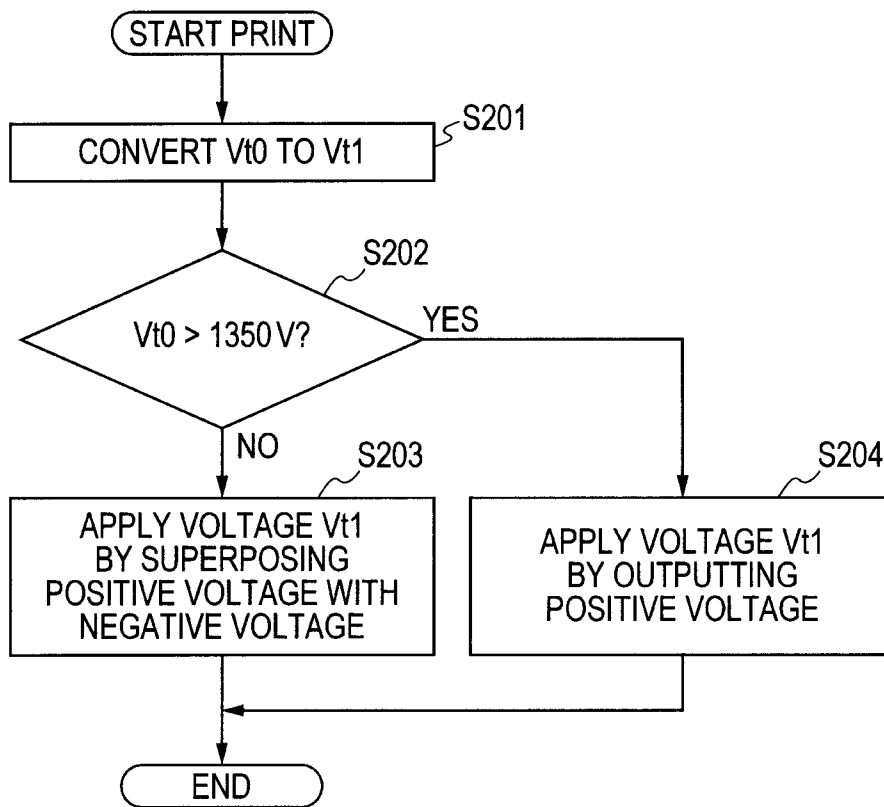 START PRINT
S201
CONVERT Vt0 TO Vt1
S202
Vt0 > 1350 V?
YES
NO
S203
APPLY VOLTAGE Vt1
BY SUPERPOSING
POSITIVE VOLTAGE WITH
NEGATIVE VOLTAGE
S204
APPLY VOLTAGE Vt1
BY OUTPUTTING
POSITIVE VOLTAGE
END